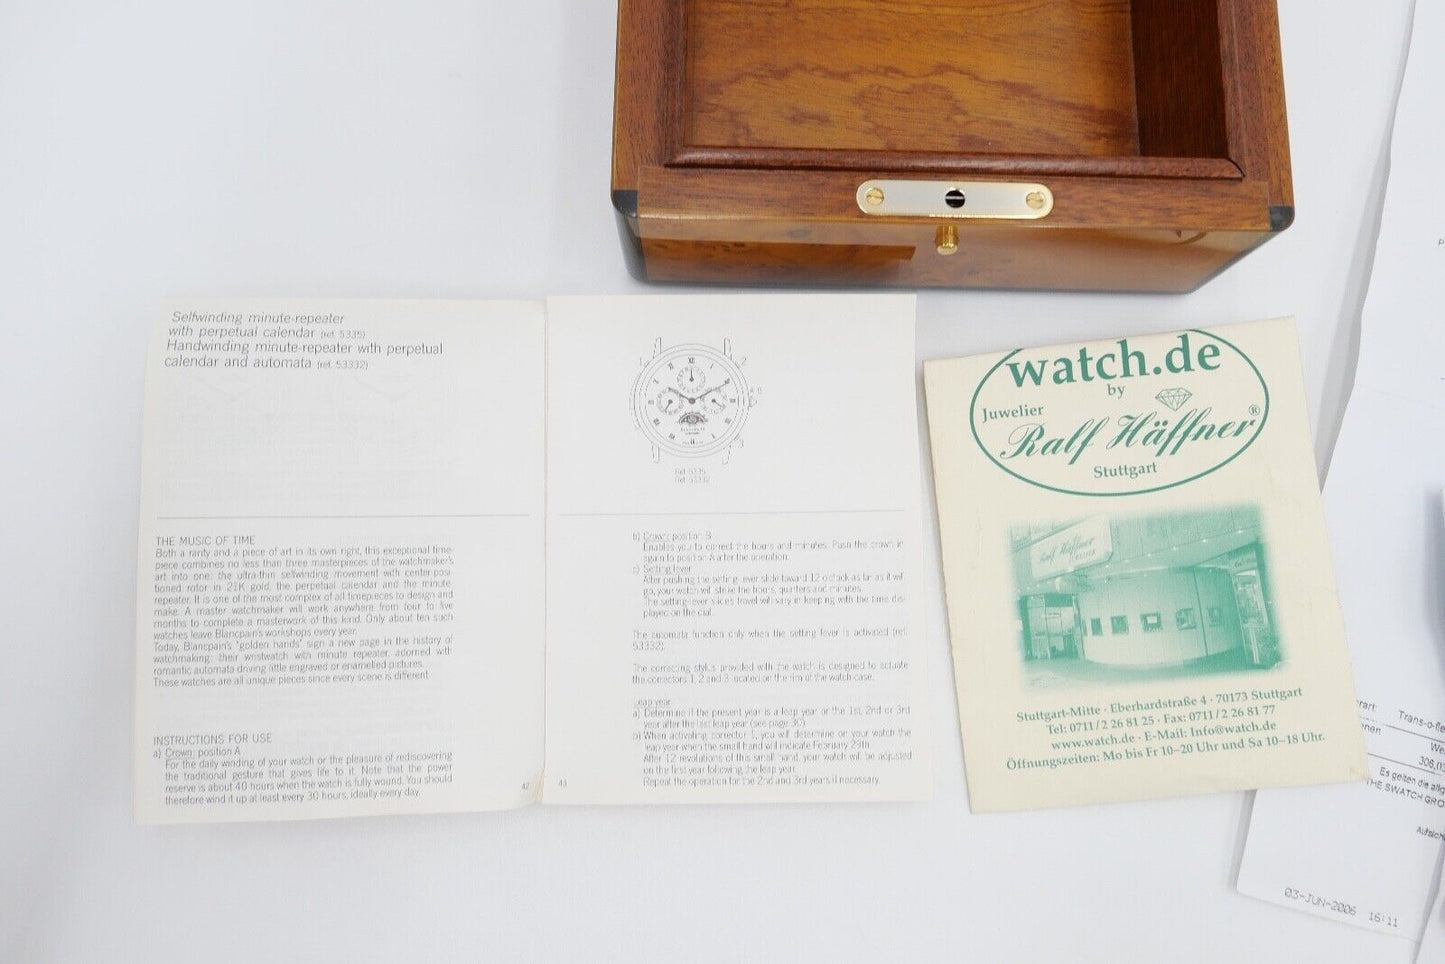 Selfwinding minute-repeater
with perpetual calendar (ref. 5335)
Handwinding minute-repeater with perpetual
calendar and automata (ref. 53332)
THE MUSIC OF TIME
Both a rarity and a piece of art in its own right, this exceptional time-
piece combines no less than three masterpieces of the watchmaker's
art into one: the ultra-thin selfwinding movement with center-posi-
tioned rotor in 21K gold, the perpetual calendar and the minute-
repeater. It is one of the most complex of all timepieces to design and
make. A master watchmaker will work anywhere from four to five
months to complete a masterwork of this kind. Only about ten such
watches leave Blancpain's workshops every year.
Today, Blancpain's "golden hands" sign a new page in the history of
watchmaking: their wristwatch with minute repeater, adorned with
romantic automata driving little engraved or enamelled pictures.
These watches are all unique pieces since every scene is different.
INSTRUCTIONS FOR USE
a) Crown: position A
For the daily winding of your watch or the pleasure of rediscovering
the traditional gesture that gives life to it. Note that the power
reserve is about 40 hours when the watch is fully wound. You should
therefore wind it up at least every 30 hours, ideally every day.
42
1
2
B
3
Ref. 5335
Ref. 53332
b) Crown: position B
Enables you to correct the hours and minutes. Push the crown in
again to position A after the operation.
c) Setting lever
After pushing the setting-lever slide toward 12 o'clock as far as it will
go, your watch will strike the hours, quarters and minutes.
The setting-lever slide's travel will vary in keeping with the time dis-
played on the dial.
The automata function only when the setting lever is activated (ref.
53332).
The correcting stylus provided with the watch is designed to actuate
the correctors 1, 2 and 3 located on the rim of the watch case.
Leap year
a) Determine if the present year is a leap year or the 1st, 2nd or 3rd
year after the last leap year (see page 30).
b) When activating corrector 1, you will determine on your watch the
leap year when the small hand will indicate February 29th.
After 12 revolutions of this small hand, your watch will be adjusted
on the first year following the leap year.
Repeat the operation for the 2nd and 3rd years if necessary.
43
watch.de
by
Juwelier
Ralf Häffner®
Stuttgart
Ralf Häffner
Stuttgart-Mitte · Eberhardstraße 4 · 70173 Stuttgart
Tel: 0711/2 26 81 25 · Fax: 0711/2 26 81 77
www.watch.de · E-Mail: Info@watch.de
Öffnungszeiten: Mo bis Fr 10–20 Uhr und Sa 10–18 Uhr.
Trans-o-fle
306,0
Es gelten die allg
THE SWATCH GRO
Aufsich
03-JUN-2006 16:11